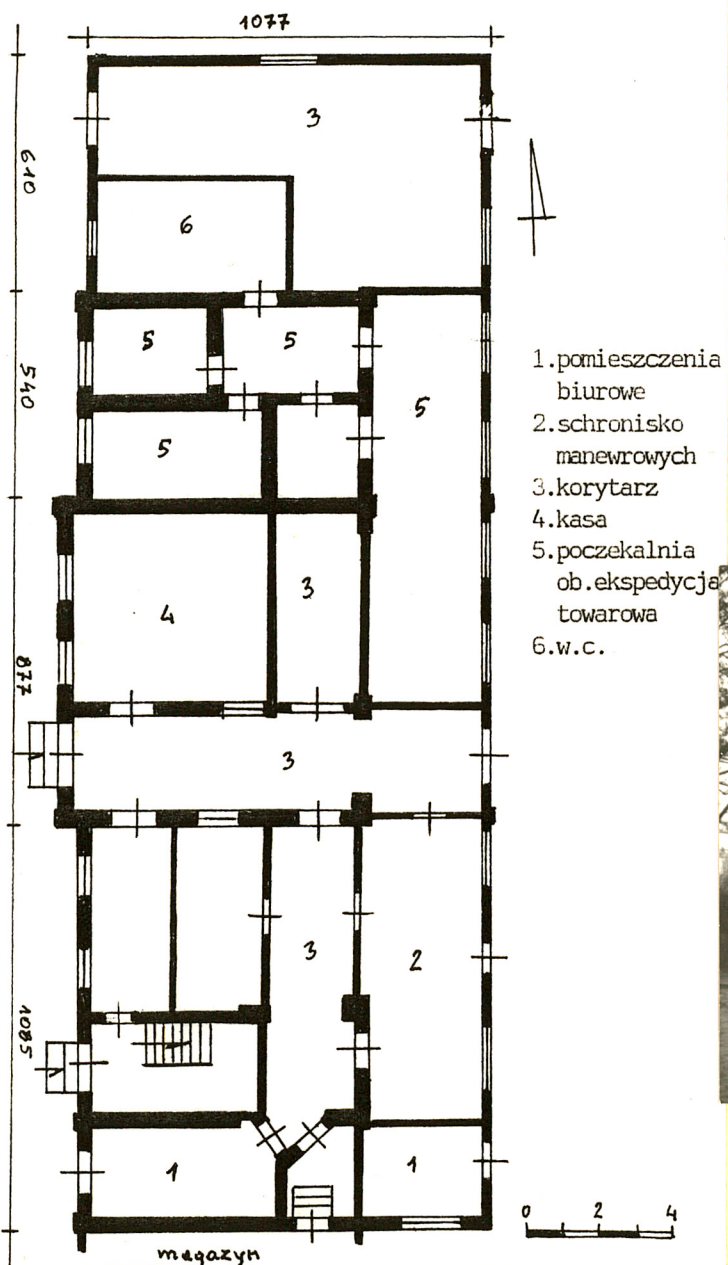 1077
610
3
6
540
5
5
5
5
877
4
3
3
1085
3
2
1
1
magazyn
0 2 4
1.pomieszczenia
biurowe
2.schronisko
manewrowych
3.korytarz
4.kasa
5.poczekalnia
ob.ekspedycja
towarowa
6.w.c.